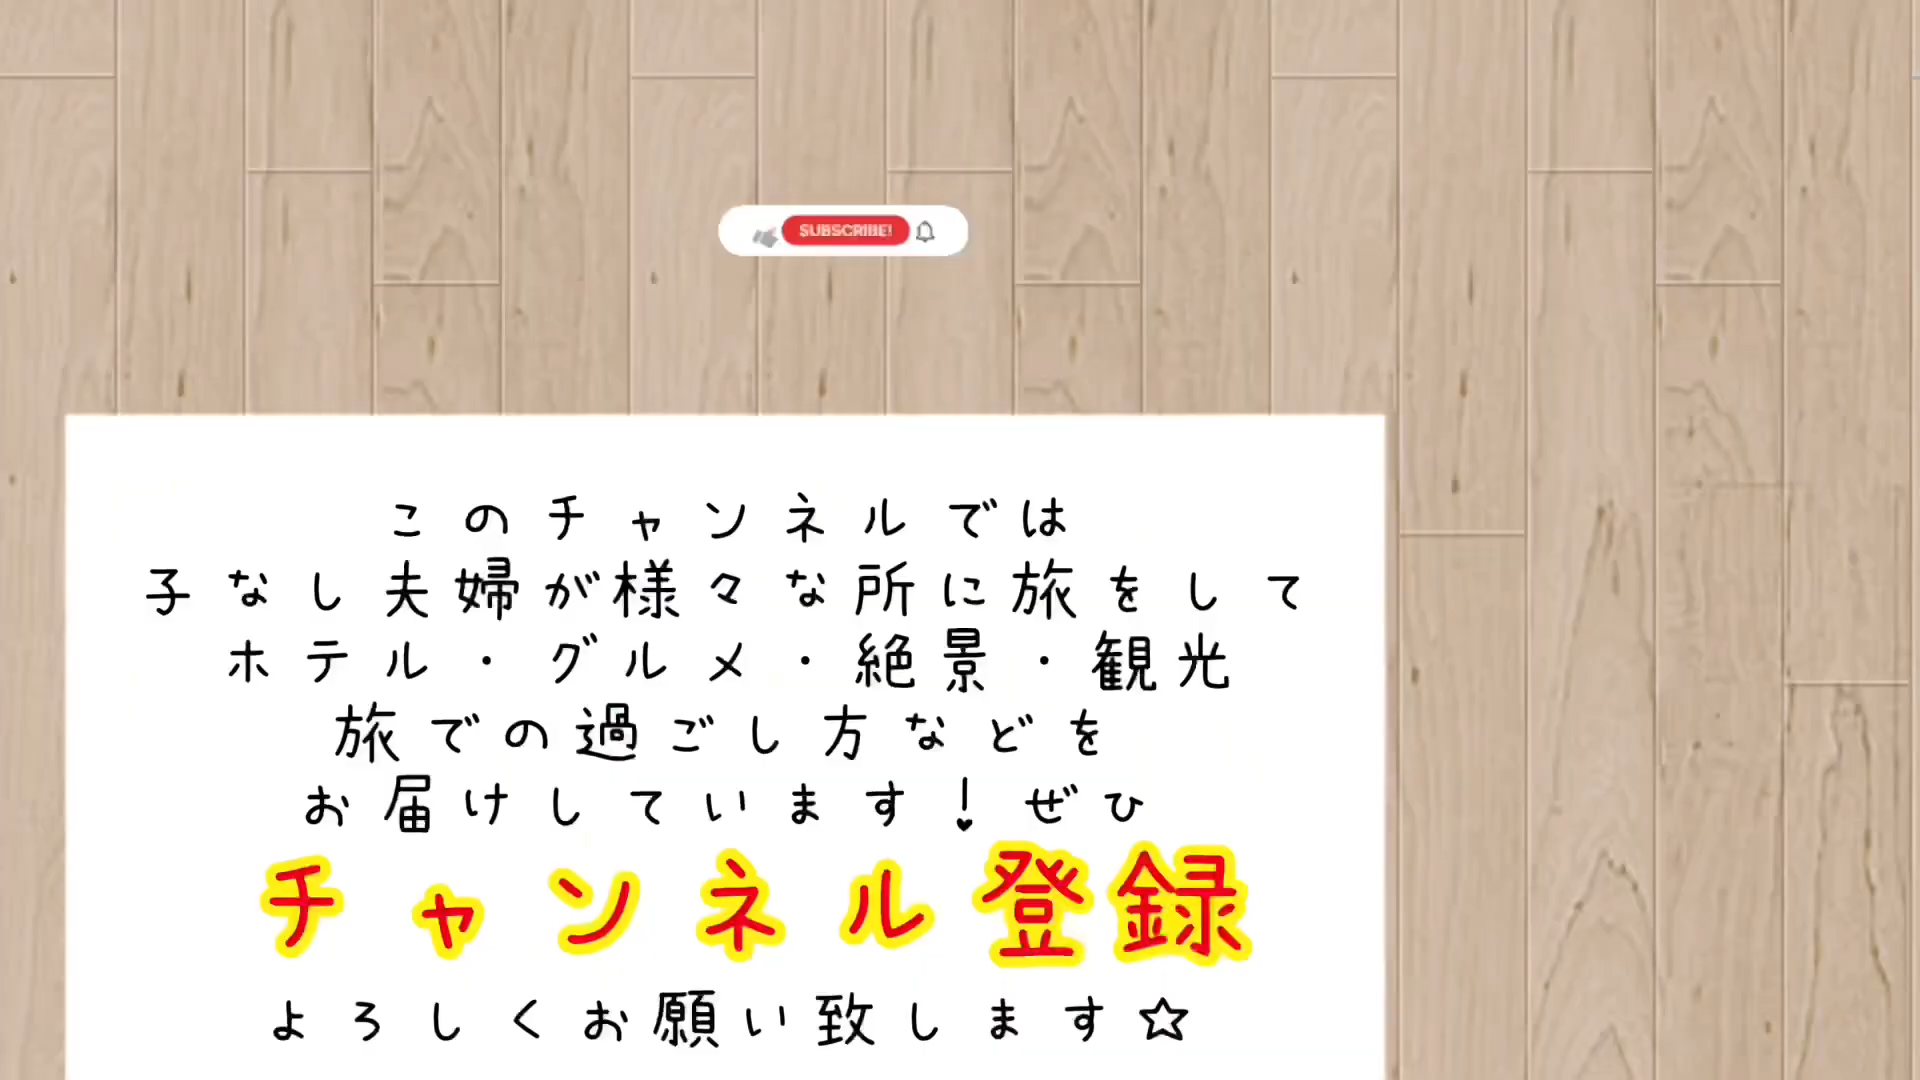 SUBSCRIBE!
このチャンネルでは
子なし夫婦が様々な所に旅をして
ホテル・グルメ・絶景・観光
旅での過ごし方などを
お届けしています！ぜひ
チャンネル登録
よろしくお願い致します☆